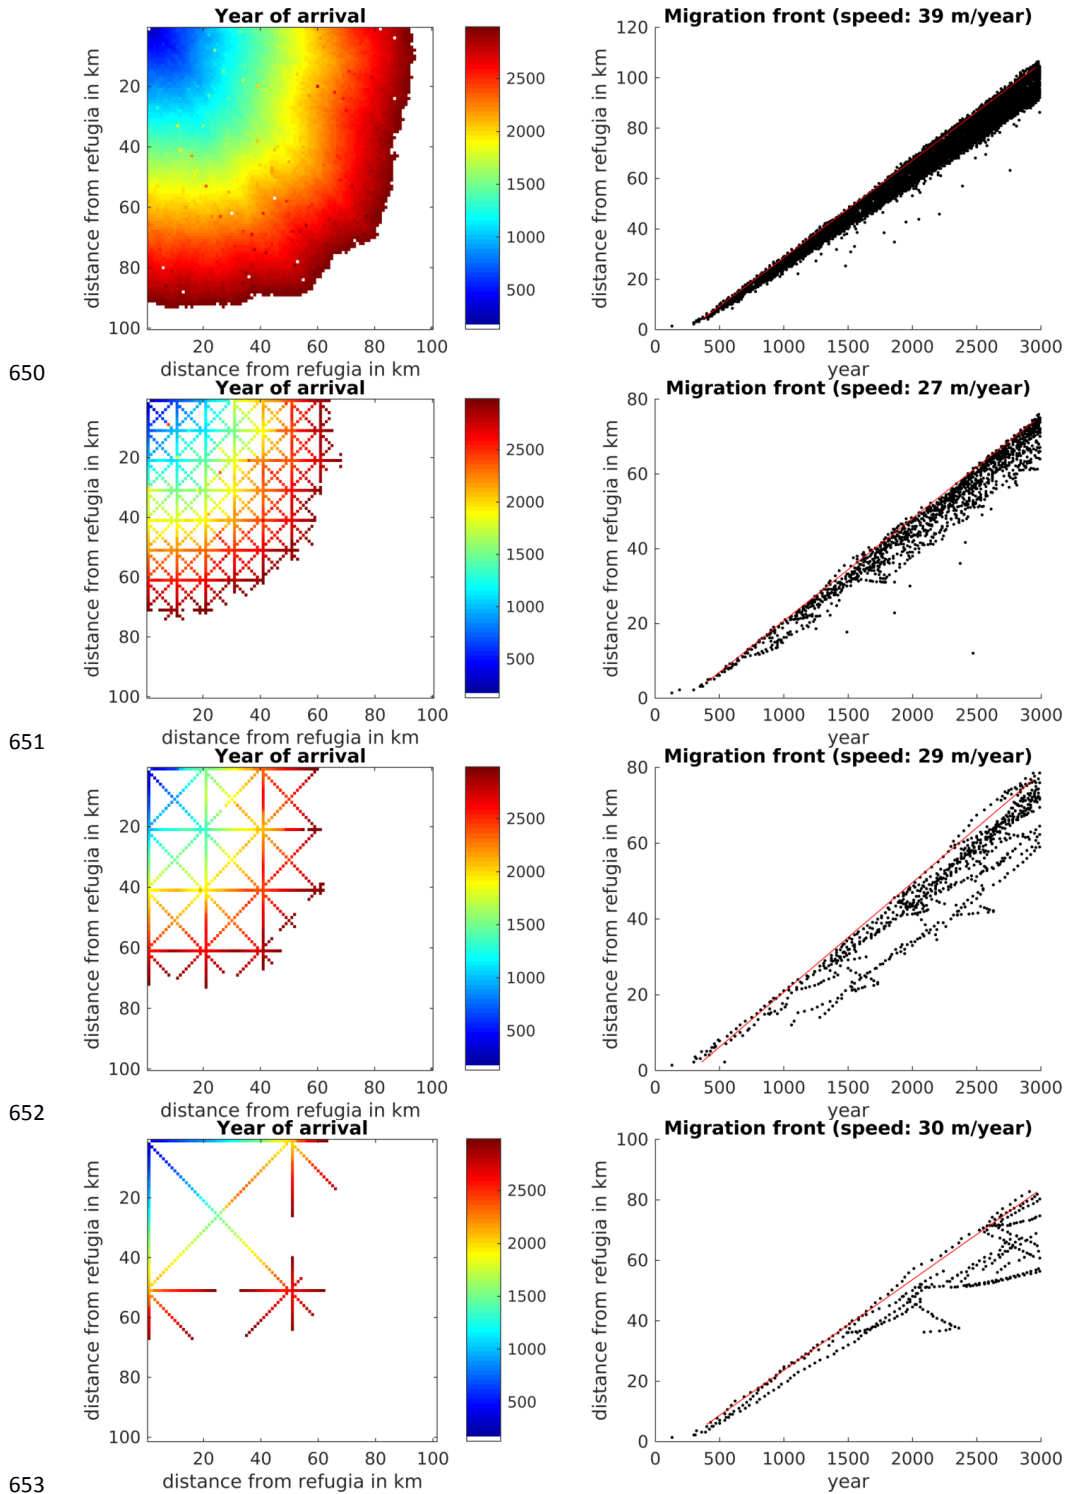 Year of arrival
distance from refugia in km
20
40
60
80
100
20 40 60 80 100
distance from refugia in km
2500
2000
1500
1000
500
Migration front (speed: 39 m/year)
distance from refugia in km
120
100
80
60
40
20
0
0 500 1000 1500 2000 2500 3000
year
650
Year of arrival
distance from refugia in km
20
40
60
80
100
20 40 60 80 100
distance from refugia in km
2500
2000
1500
1000
500
Migration front (speed: 27 m/year)
distance from refugia in km
80
60
40
20
0
0 500 1000 1500 2000 2500 3000
year
651
Year of arrival
distance from refugia in km
20
40
60
80
100
20 40 60 80 100
distance from refugia in km
2500
2000
1500
1000
500
Migration front (speed: 29 m/year)
distance from refugia in km
80
60
40
20
0
0 500 1000 1500 2000 2500 3000
year
652
Year of arrival
distance from refugia in km
20
40
60
80
100
20 40 60 80 100
distance from refugia in km
2500
2000
1500
1000
500
Migration front (speed: 30 m/year)
distance from refugia in km
100
80
60
40
20
0
0 500 1000 1500 2000 2500 3000
year
653